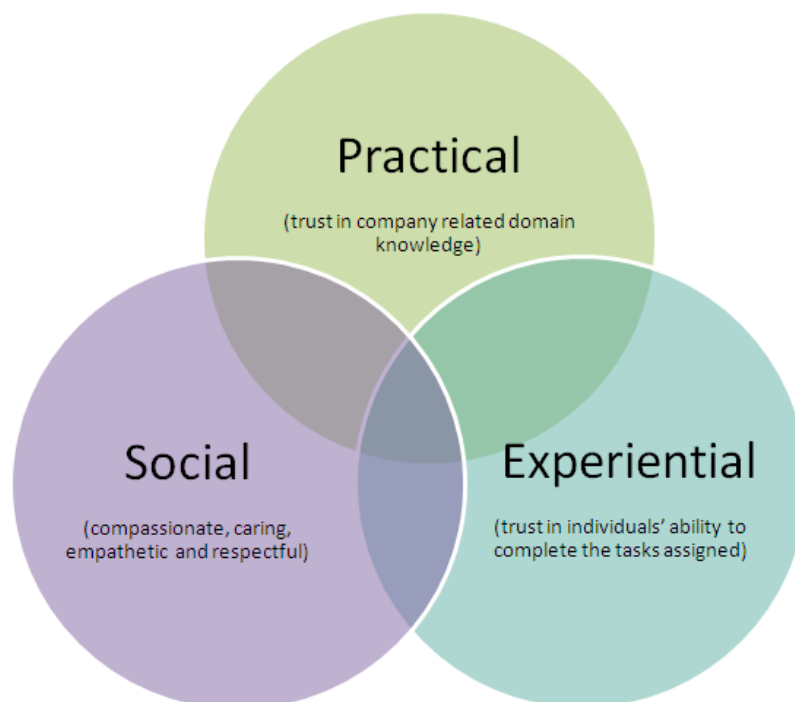 Practical
(trust in company related domain
knowledge)
Social
(compassionate, caring,
empathetic and respectful)
Experiential
(trust in individuals’ ability to
complete the tasks assigned)